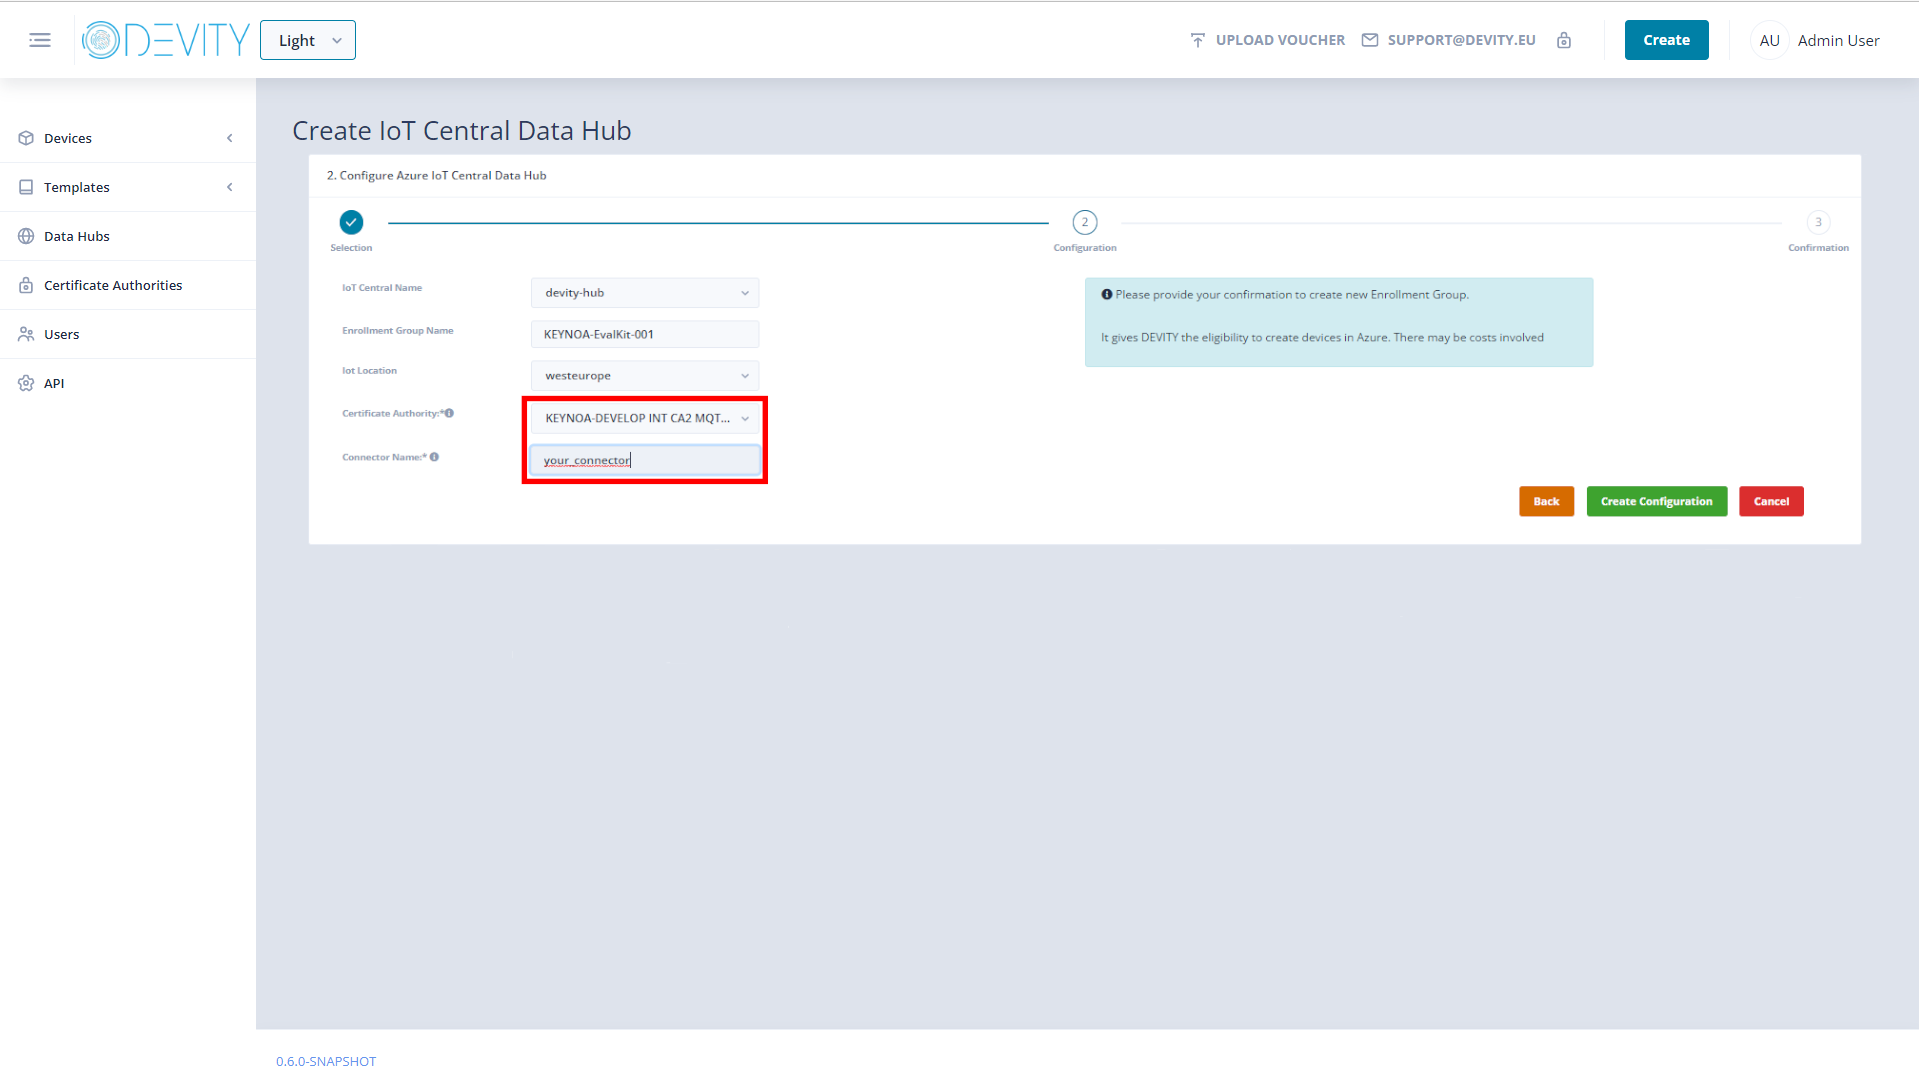 DEVITY
Light
UPLOAD VOUCHER
SUPPORT@DEVITY.EU
Create
AU
Admin User
Devices
Templates
Data Hubs
Certificate Authorities
Users
API
Create IoT Central Data Hub
2. Configure Azure IoT Central Data Hub
2
3
Selection
Configuration
Confirmation
IoT Central Name
devity-hub
Enrollment Group Name
KEYNOA-EvalKit-001
Iot Location
westeurope
Certificate Authority:*
KEYNOA-DEVELOP INT CA2 MQT...
Connector Name:*
your_connector
Please provide your confirmation to create new Enrollment Group.
It gives DEVITY the eligibility to create devices in Azure. There may be costs involved
Back
Create Configuration
Cancel
0.6.0-SNAPSHOT